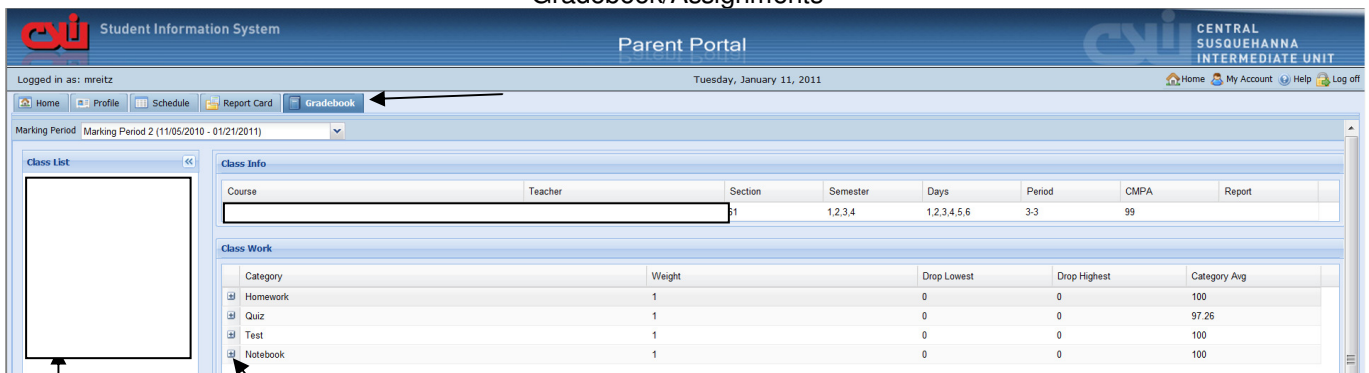 Gradebook/Assignments
CSIU Student Information System
Parent Portal
CSIU CENTRAL
SUSQUEHANNA
INTERMEDIATE UNIT
Logged in as: mreitz Tuesday, January 11, 2011 Home My Account Help Log off
Home Profile Schedule Report Card Gradebook
Marking Period Marking Period 2 (11/05/2010 - 01/21/2011)
Class List
Class Info
Course Teacher Section Semester Days Period CMPA Report
1,2,3,4 1,2,3,4,5,6 3-3 99
Class Work
Category Weight Drop Lowest Drop Highest Category Avg
Homework 1 0 0 100
Quiz 1 0 0 97.26
Test 1 0 0 100
Notebook 1 0 0 100